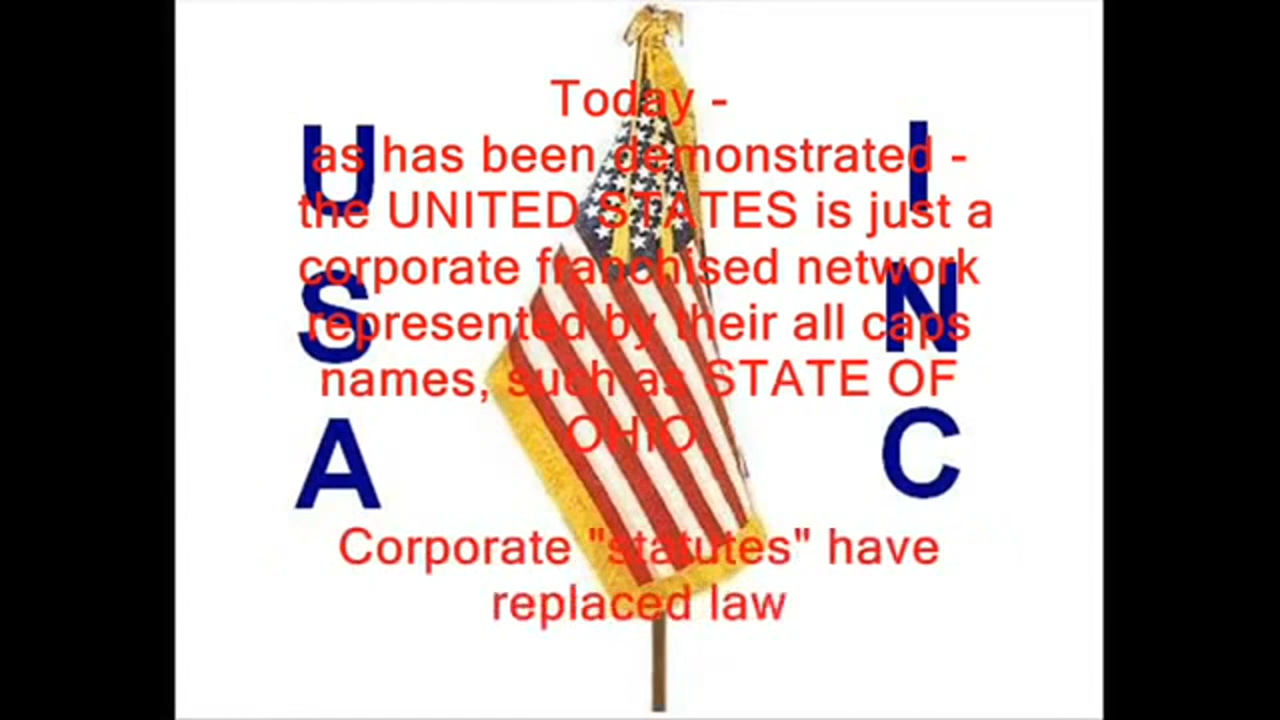 Today -
as has been demonstrated -
the UNITED STATES is just a
corporate franchised network
represented by their all caps
names, such as STATE OF
OHIO
Corporate "statutes" have
replaced law
U
S
A
I
N
C